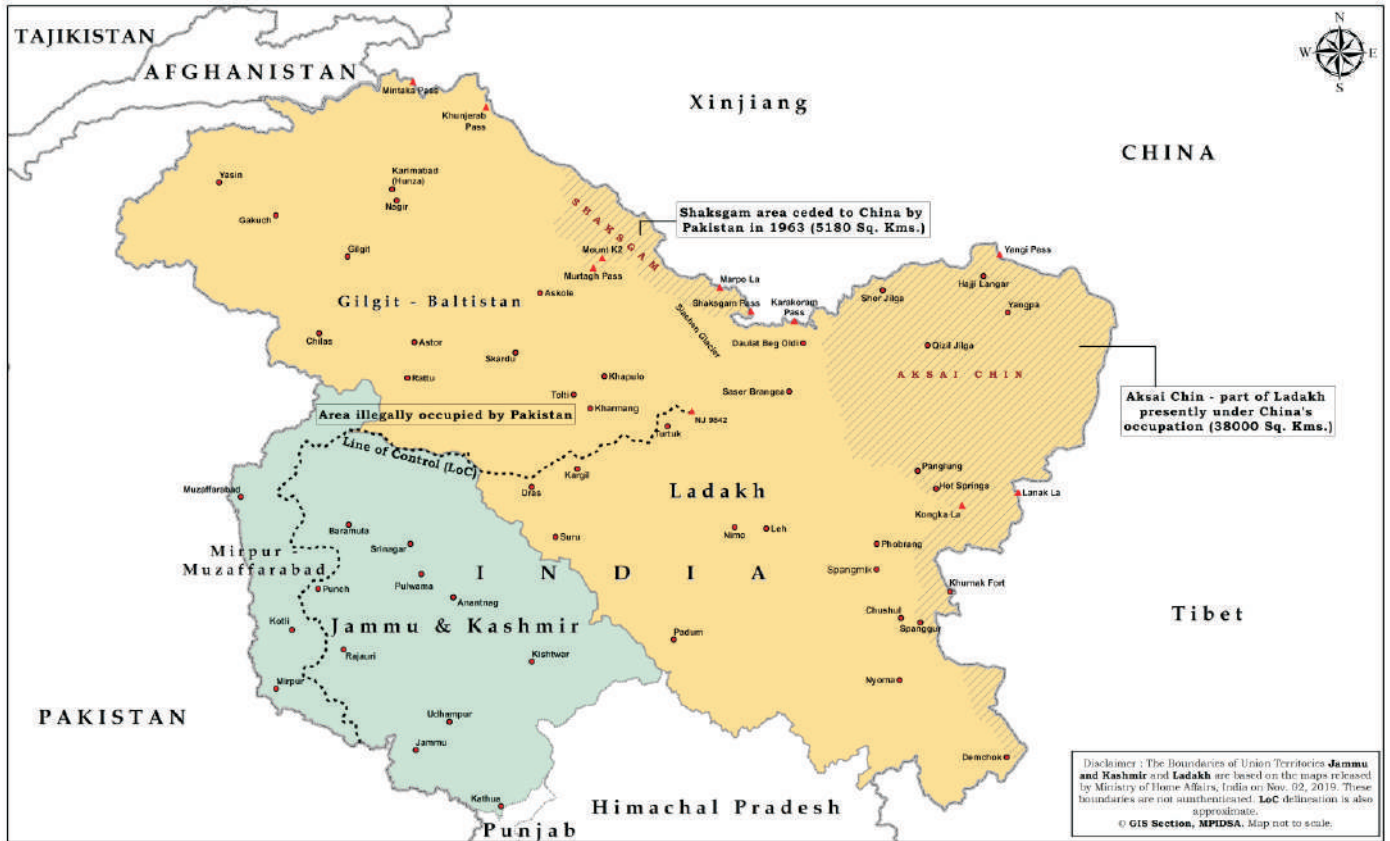 TAJIKISTAN
AFGHANISTAN
Mintaka Pass
Khunjerab
Pass
Xinjiang
CHINA
N
W
E
S
Yasin
Karimabad
(Hunza)
Nagir
Gakuch
Gilgit
SHAKSGAM
Shaksgam area ceded to China by
Pakistan in 1963 (5180 Sq. Kms.)
Mount K2
Murtagh Pass
Yangi Pass
Hajji Langar
Gilgit - Baltistan
Askole
Marpo La
Shaksgam Pass
Karakoram
Pass
Shor Jilga
Yangpa
Siachan Glacier
Chilas
Astor
Skardu
Daulat Beg Oldi
Qizil Jilga
AKSAI CHIN
Rattu
Khapulo
Tolti
Saser Brangsa
Kharmang
Area illegally occupied by Pakistan
NJ 9842
Turtuk
Aksai Chin - part of Ladakh
presently under China's
occupation (38000 Sq. Kms.)
Line of Control (LoC)
Kargil
Dras
Ladakh
Panglung
Hot Springs
Lanak La
Kongka-La
Muzaffarabad
Baramula
Srinagar
Suru
Nimo
Leh
Phobrang
Mirpur
Muzaffarabad
Pulwama
INDIA
Spangmik
Punch
Anantnag
Khurnak Fort
Kotli
Jammu & Kashmir
Chushul
Spanggur
Tibet
Rajauri
Kishtwar
Padum
Mirpur
Nyoma
PAKISTAN
Udhampur
Jammu
Demchok
Kathua
Himachal Pradesh
Punjab
Disclaimer : The Boundaries of Union Territories Jammu
and Kashmir and Ladakh are based on the maps released
by Ministry of Home Affairs, India on Nov. 02, 2019. These
boundaries are not aunthenticated. LoC delineation is also
approximate.
© GIS Section, MPIDSA. Map not to scale.